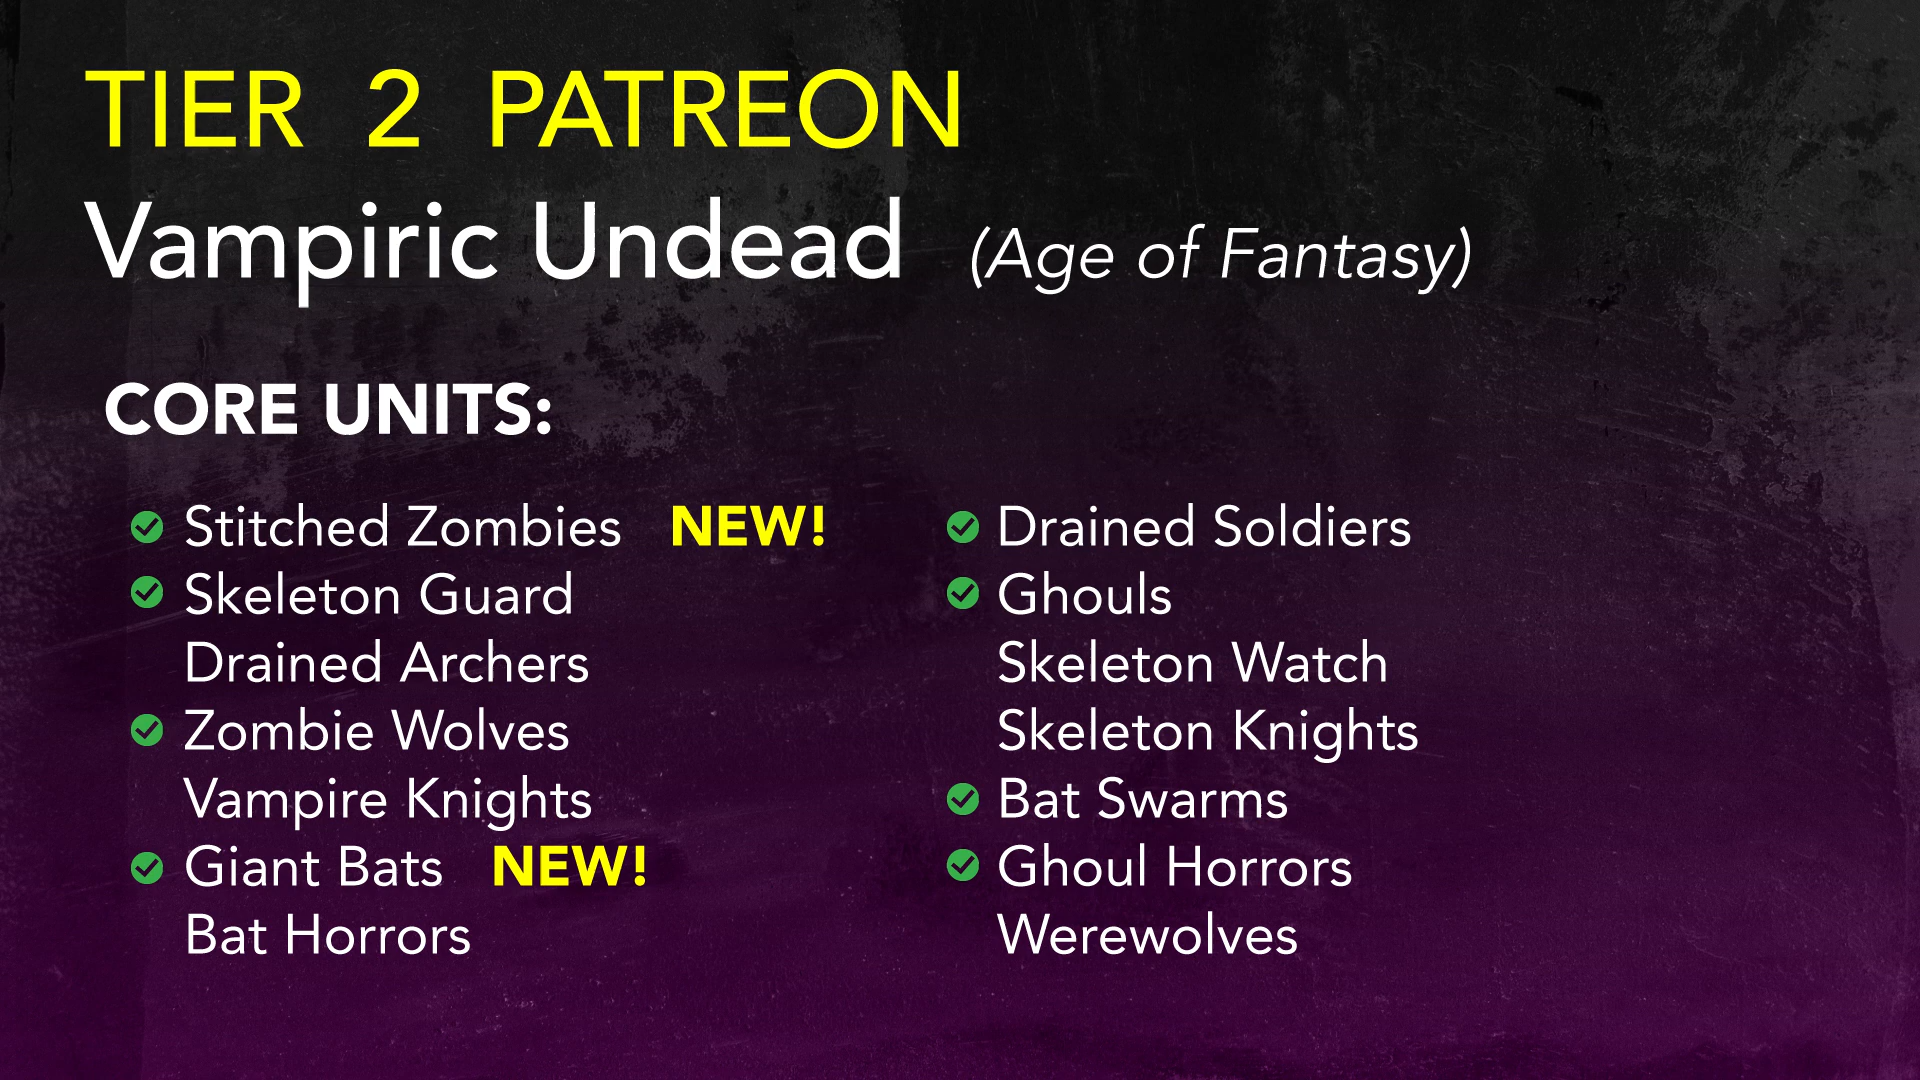 TIER 2 PATREON
Vampiric Undead (Age of Fantasy)
CORE UNITS:
Stitched Zombies NEW!
Skeleton Guard
Drained Archers
Zombie Wolves
Vampire Knights
Giant Bats NEW!
Bat Horrors
Drained Soldiers
Ghouls
Skeleton Watch
Skeleton Knights
Bat Swarms
Ghoul Horrors
Werewolves